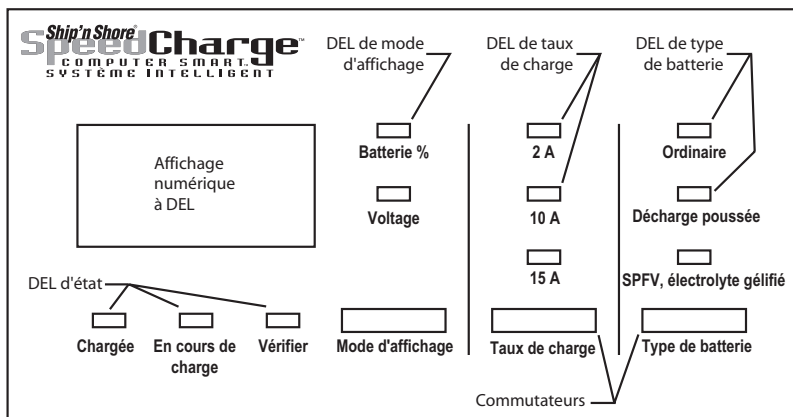 Ship'n Shore®
SpeedCharge™
COMPUTER SMART™
SYSTÈME INTELLIGENT
DEL de mode
d'affichage
DEL de taux
de charge
DEL de type
de batterie
Affichage
numérique
à DEL
Batterie %
Voltage
2 A
10 A
15 A
Ordinaire
Décharge poussée
SPFV, électrolyte gélifié
DEL d'état
Chargée
En cours de
charge
Vérifier
Mode d'affichage
Taux de charge
Type de batterie
Commutateurs